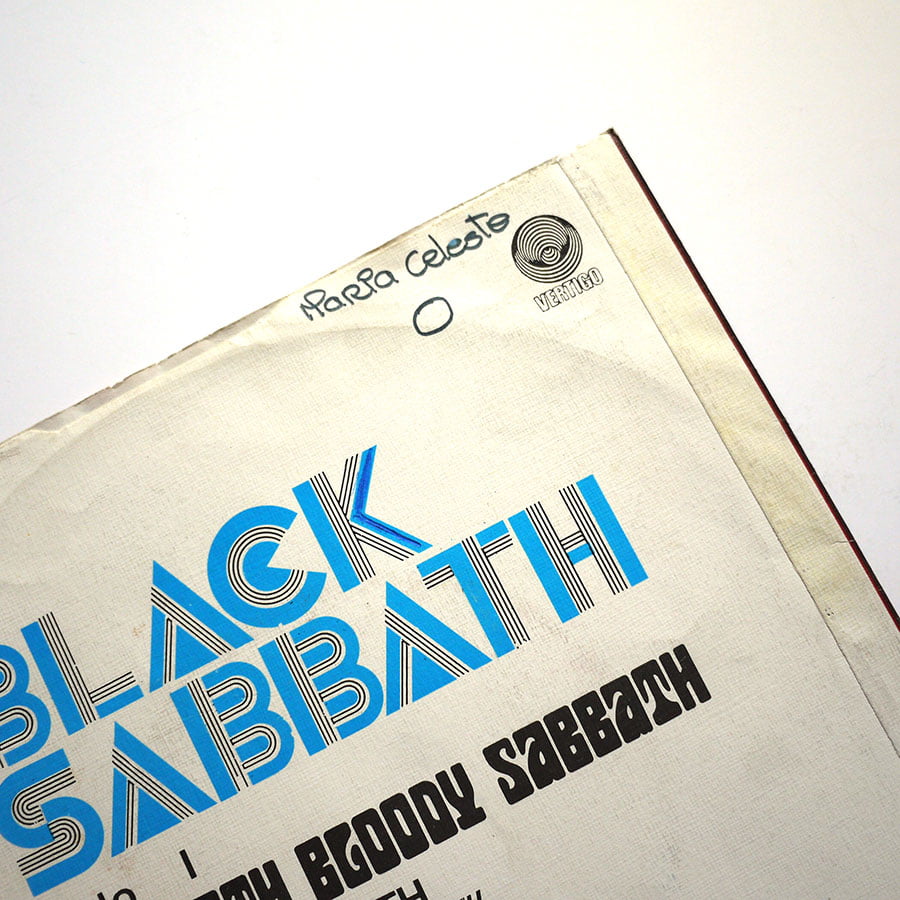 Maria Celeste
O
VERTIGO
BLACK
SABBATH
BLOODY SABBATH